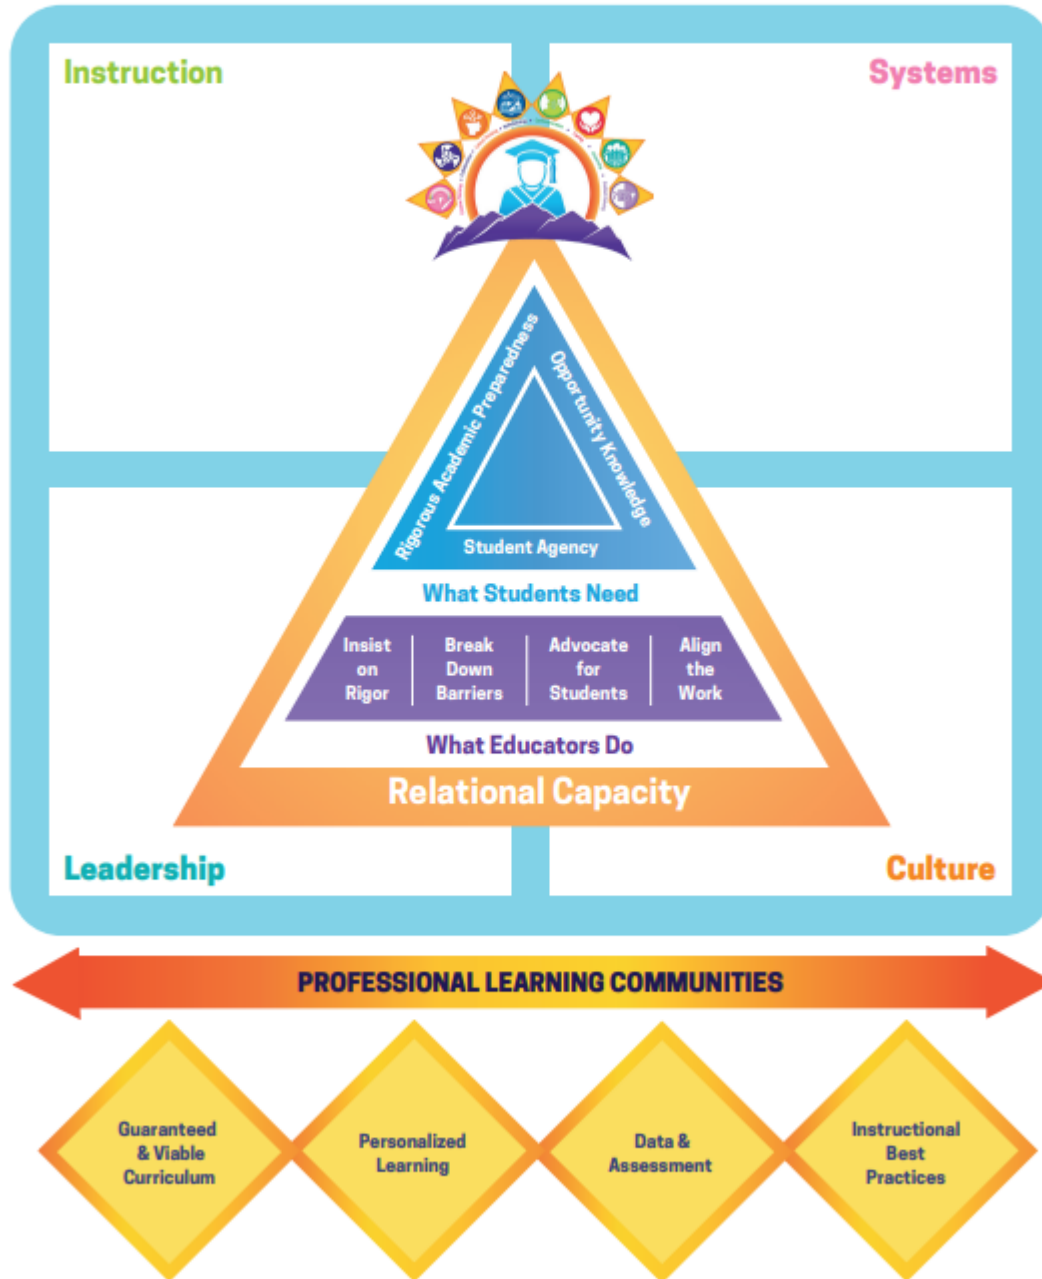 Instruction
Systems
Rigorous Academic Preparedness
Opportunity Knowledge
Student Agency
What Students Need
Insist
on
Rigor
Break
Down
Barriers
Advocate
for
Students
Align
the
Work
What Educators Do
Relational Capacity
Leadership
Culture
PROFESSIONAL LEARNING COMMUNITIES
Guaranteed
& Viable
Curriculum
Personalized
Learning
Data &
Assessment
Instructional
Best
Practices